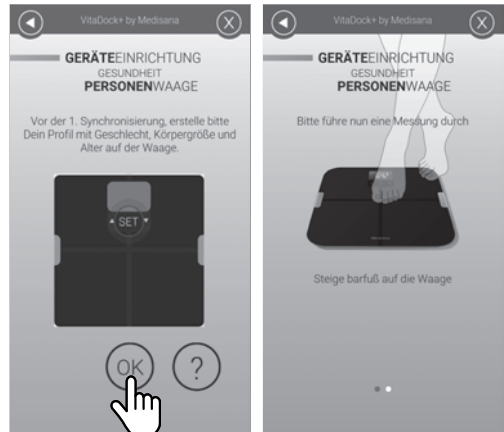 VitaDock+ by Medisana
X
GERÄTEEINRICHTUNG
GESUNDHEIT
PERSONENWAAGE
Vor der 1. Synchronisierung, erstelle bitte
Dein Profil mit Geschlecht, Körpergröße und
Alter auf der Waage.
SET
OK
?
VitaDock+ by Medisana
X
GERÄTEEINRICHTUNG
GESUNDHEIT
PERSONENWAAGE
Bitte führe nun eine Messung durch
Steige barfuß auf die Waage